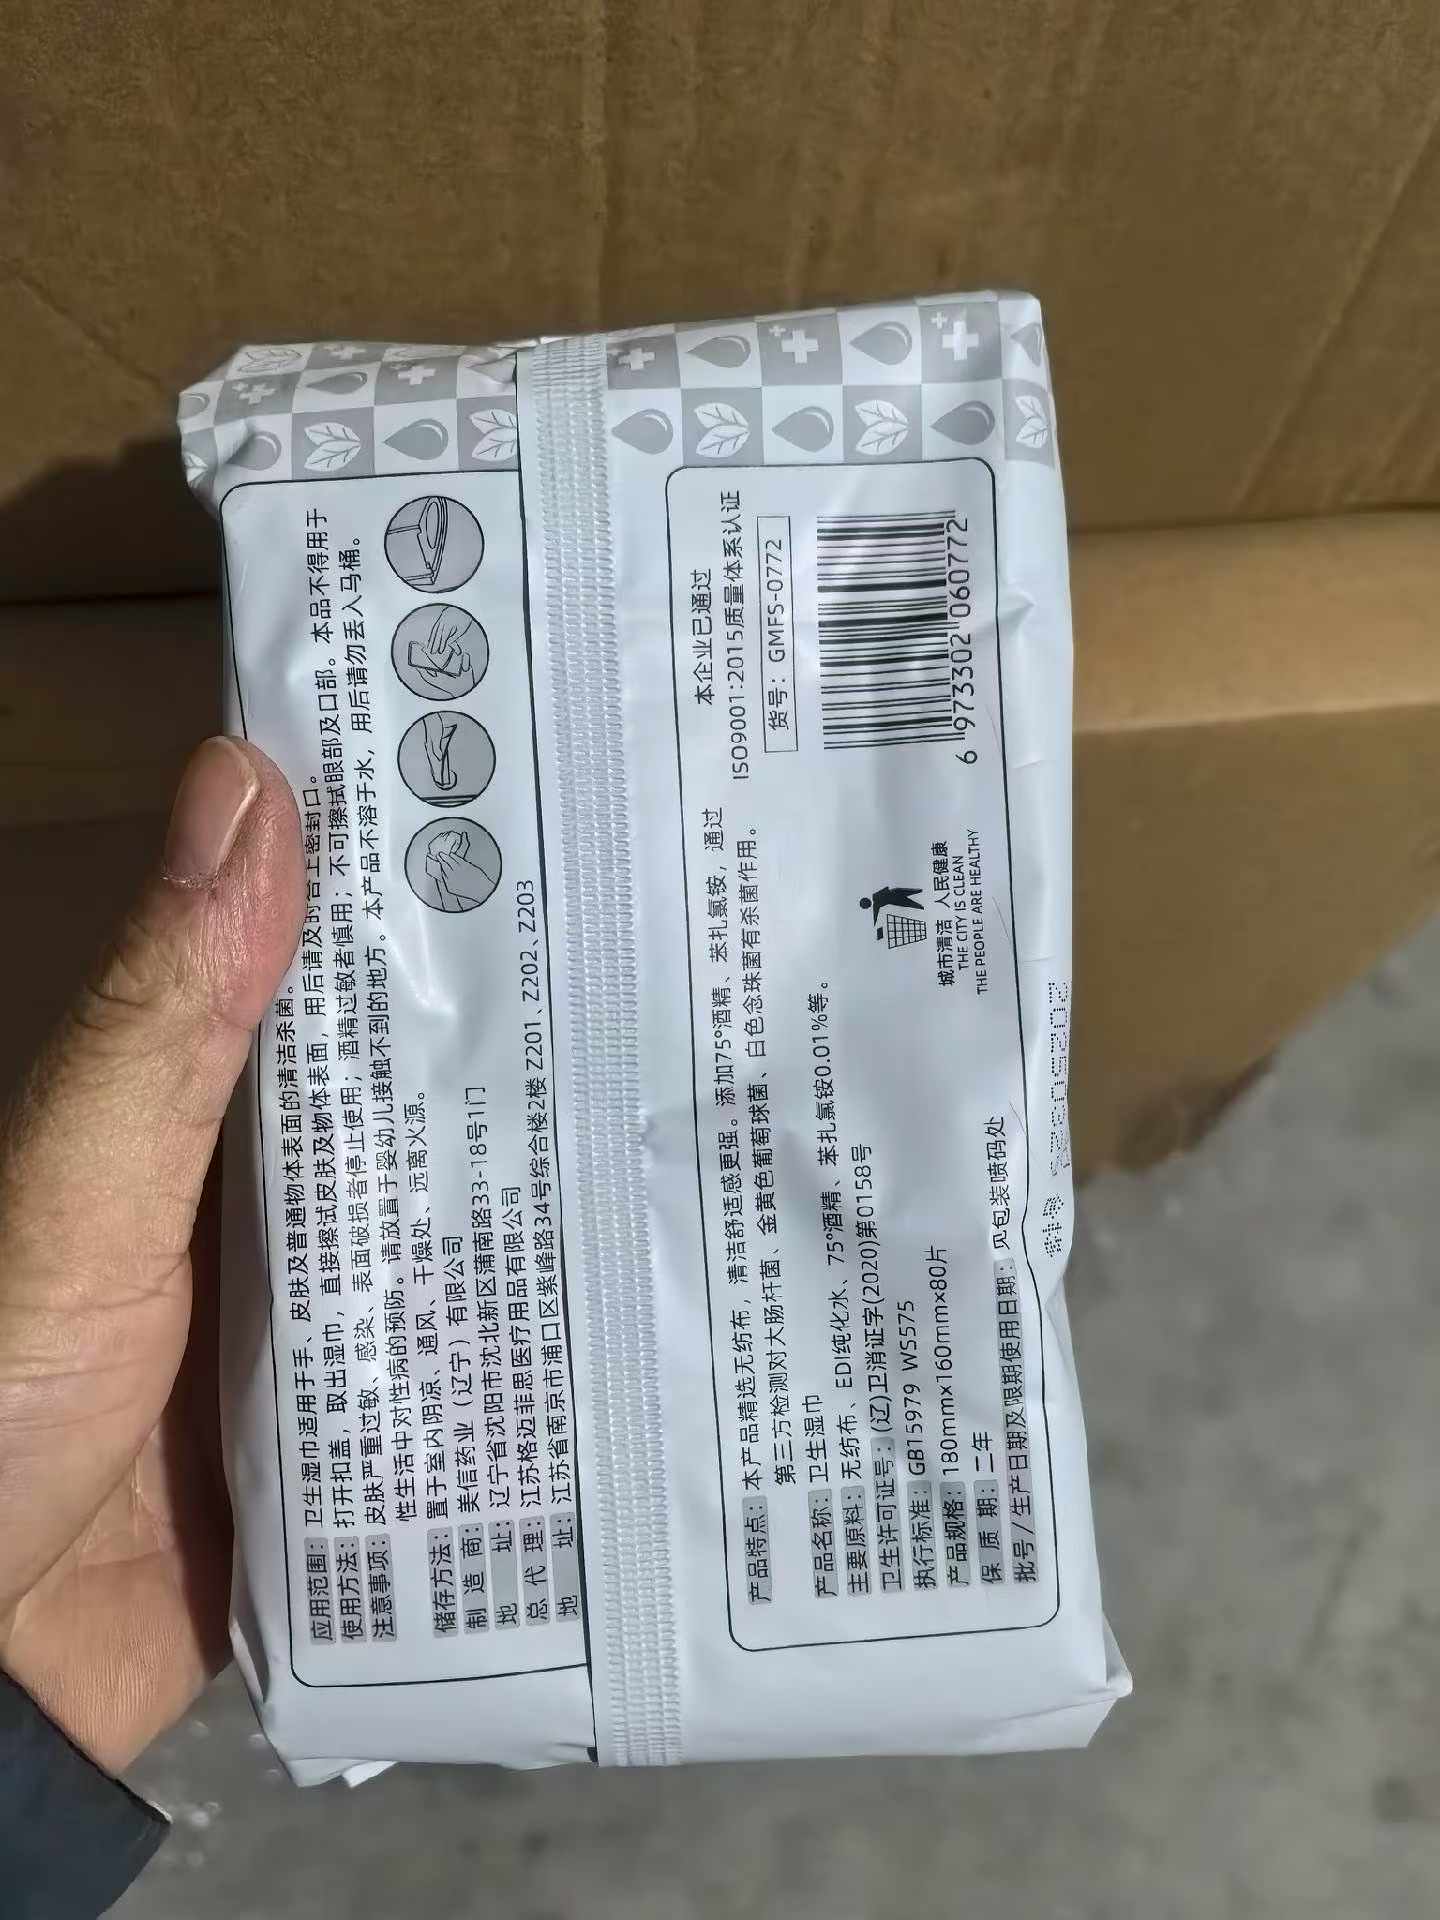 应用范围：卫生湿巾适用于手、皮肤及普通物体表面的清洁杀菌。
使用方法：打开扣盖，取出湿巾，直接擦试皮肤及物体表面，用后请及时合上密封口。
注意事项：皮肤严重过敏、感染、表面破损者停止使用；酒精过敏者慎用；不可擦拭眼部及口部。本品不得用于
性生活中对性病的预防。请放置于婴幼儿接触不到的地方。本产品不溶于水，用后请勿丢入马桶。
储存方法：置于室内阴凉、通风、干燥处、远离火源。
制造商：美信药业（辽宁）有限公司
地址：辽宁省沈阳市沈北新区蒲南路33-18号1门
总代理：江苏格迈菲思医疗用品有限公司
地址：江苏省南京市浦口区紫峰路34号综合楼2楼 Z201、Z202、Z203
产品特点：本产品精选无纺布，清洁舒适感更强。添加75°酒精、苯扎氯铵，通过
第三方检测对大肠杆菌、金黄色葡萄球菌、白色念珠菌有杀菌作用。
产品名称：卫生湿巾
主要原料：无纺布、EDI纯化水、75°酒精、苯扎氯铵0.01%等。
卫生许可证号：(辽)卫消证字(2020)第0158号
执行标准：GB15979 WS575
产品规格：180mm×160mm×80片
保质期：二年
批号/生产日期及限期使用日期：见包装喷码处
本企业已通过
ISO9001:2015质量体系认证
货号：GMFS-0772
6 973302 060772
城市清洁 人民健康
THE CITY IS CLEAN
THE PEOPLE ARE HEALTHY